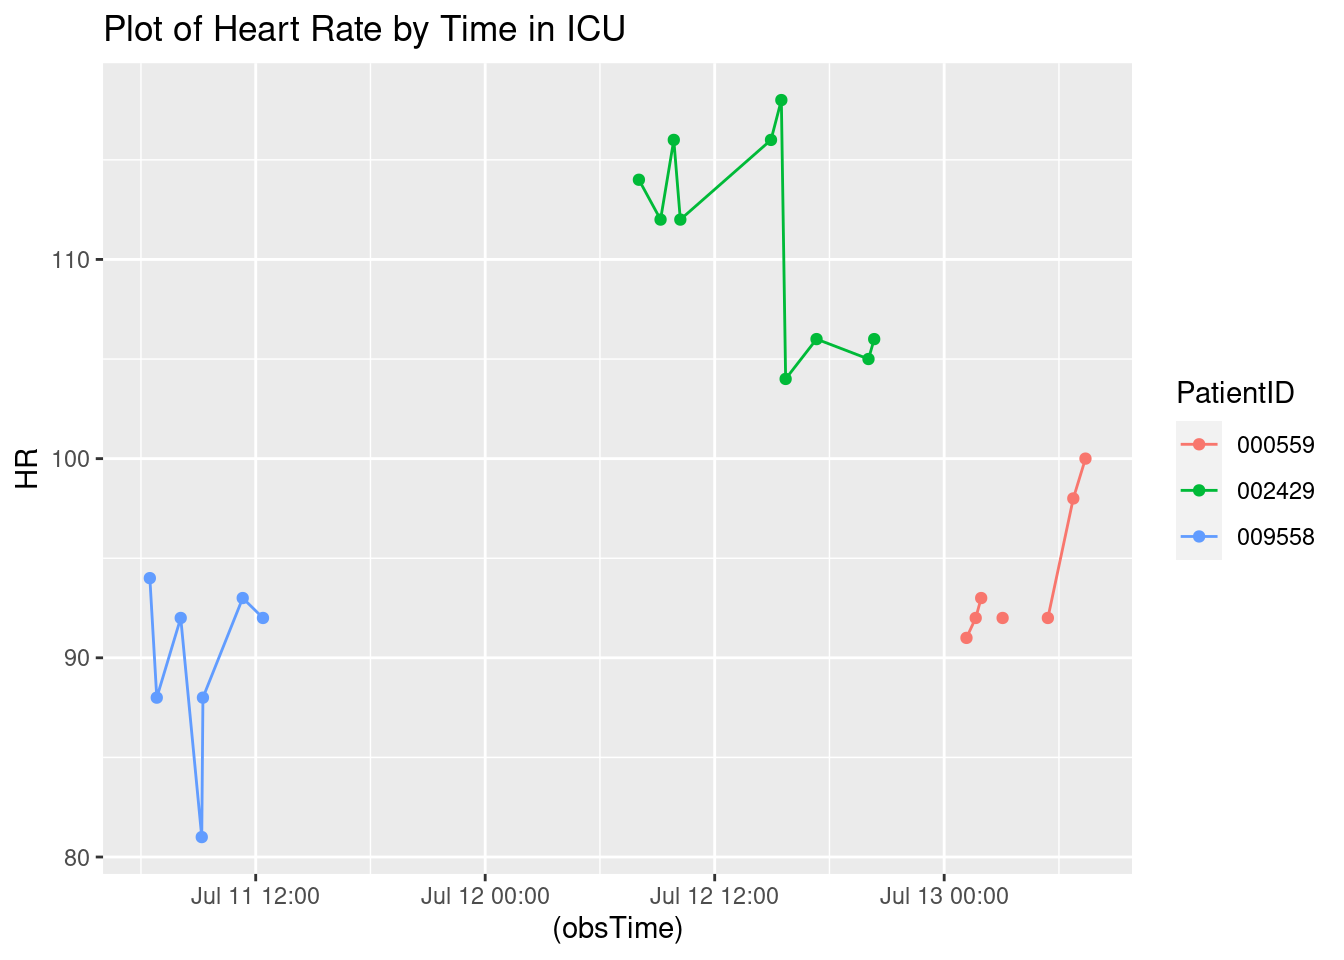 Plot of Heart Rate by Time in ICU
HR
110
100
90
80
Jul 11 12:00
Jul 12 00:00
Jul 12 12:00
Jul 13 00:00
(obsTime)
PatientID
000559
002429
009558